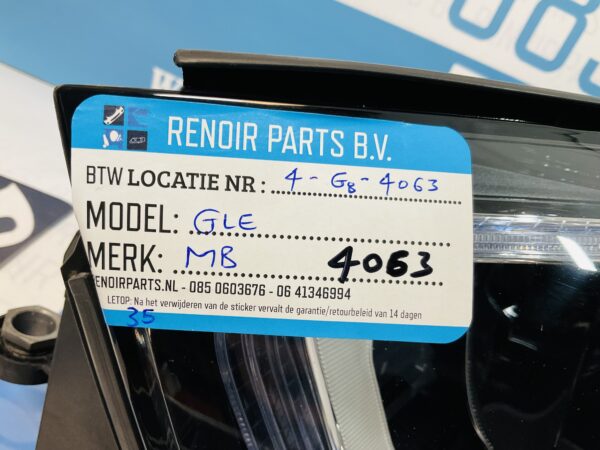 RENOIR PARTS B.V.
BTW LOCATIE NR : 4-G8-4063
MODEL: GLE
MERK: MB 4063
ENOIRPARTS.NL - 085 0603676 - 06 41346994
LETOP: Na het verwijderen van de sticker vervalt de garantie/retourbeleid van 14 dagen
35